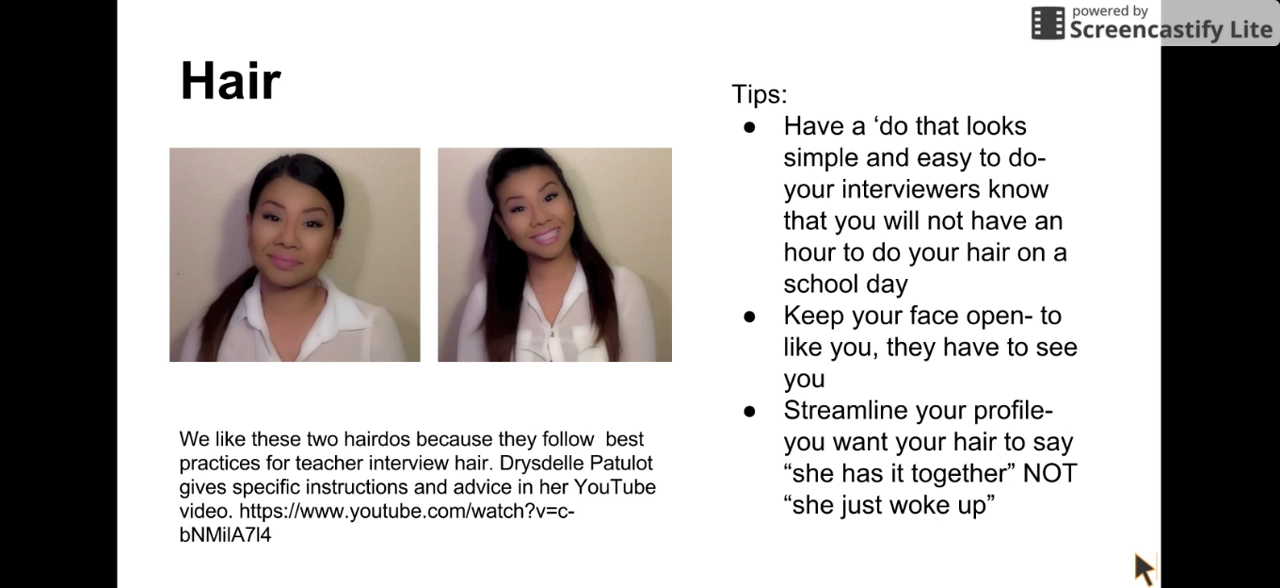 powered by
Screencastify Lite
Hair
We like these two hairdos because they follow  best
practices for teacher interview hair. Drysdelle Patulot
gives specific instructions and advice in her YouTube
video. https://www.youtube.com/watch?v=c-
bNMilA7l4
Tips:
● Have a ‘do that looks
simple and easy to do-
your interviewers know
that you will not have an
hour to do your hair on a
school day
● Keep your face open- to
like you, they have to see
you
● Streamline your profile-
you want your hair to say
“she has it together” NOT
“she just woke up”